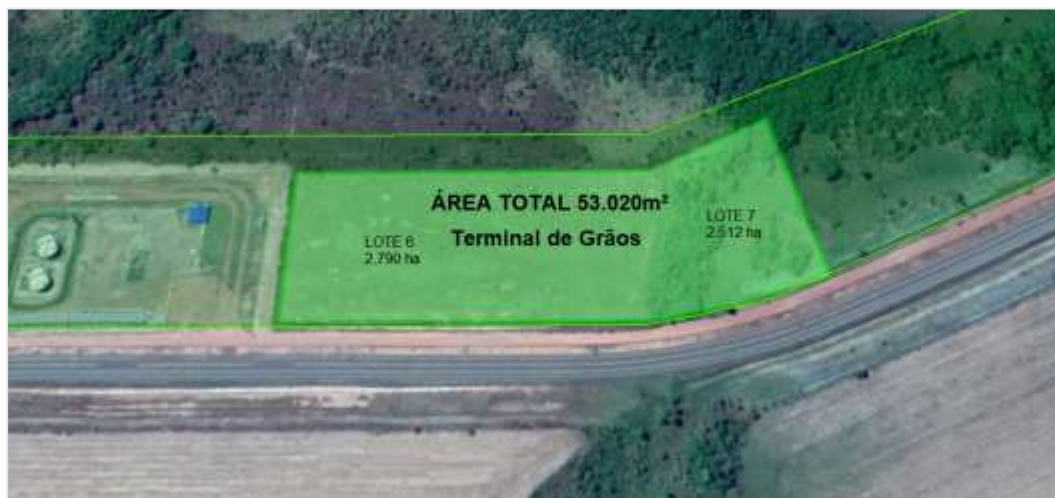 ÁREA TOTAL 53.020m²
Terminal de Grãos
LOTE 6
2,790 ha
LOTE 7
2,512 ha